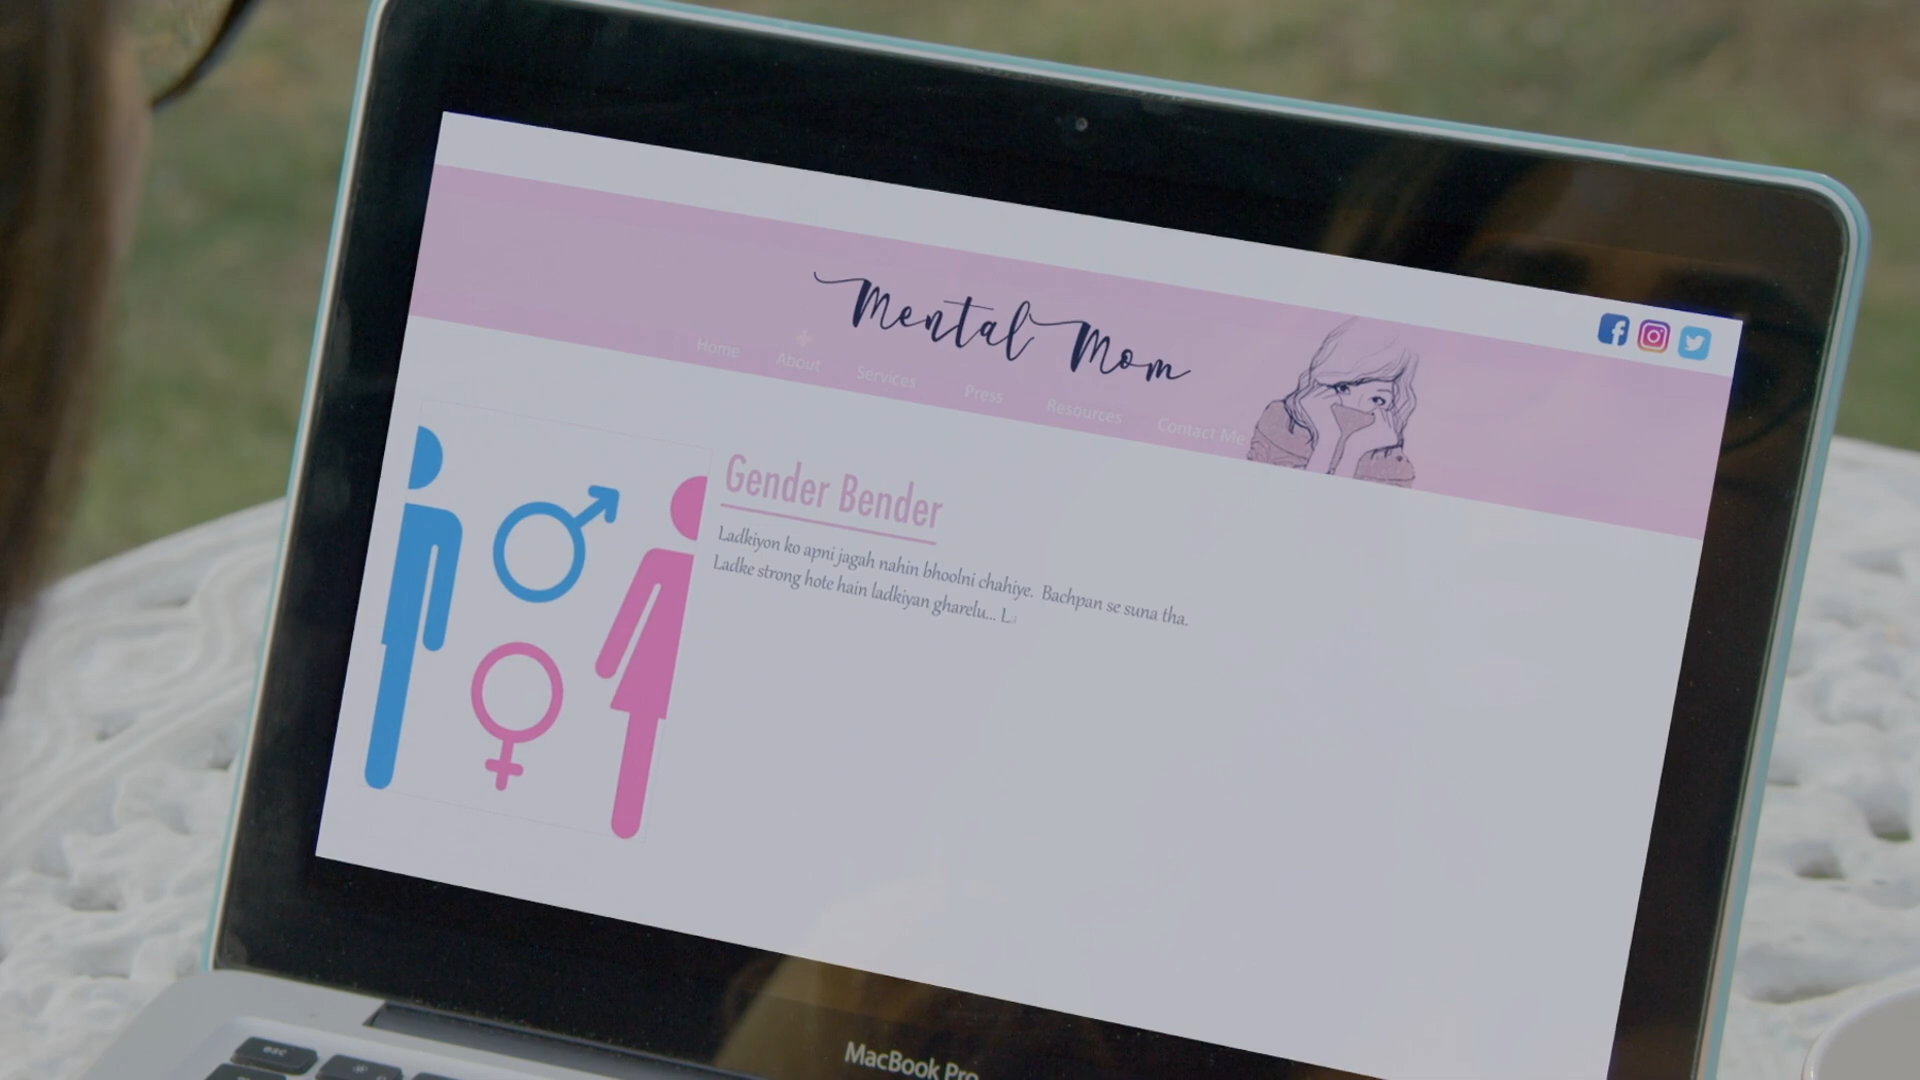 Mental Mom
Home About Services Press Resources Contact Me
Gender Bender
Ladkiyon ko apni jagah nahin bhoolni chahiye. Bachpan se suna tha.
Ladke strong hote hain ladkiyan gharelu... L
MacBook Pro
esc